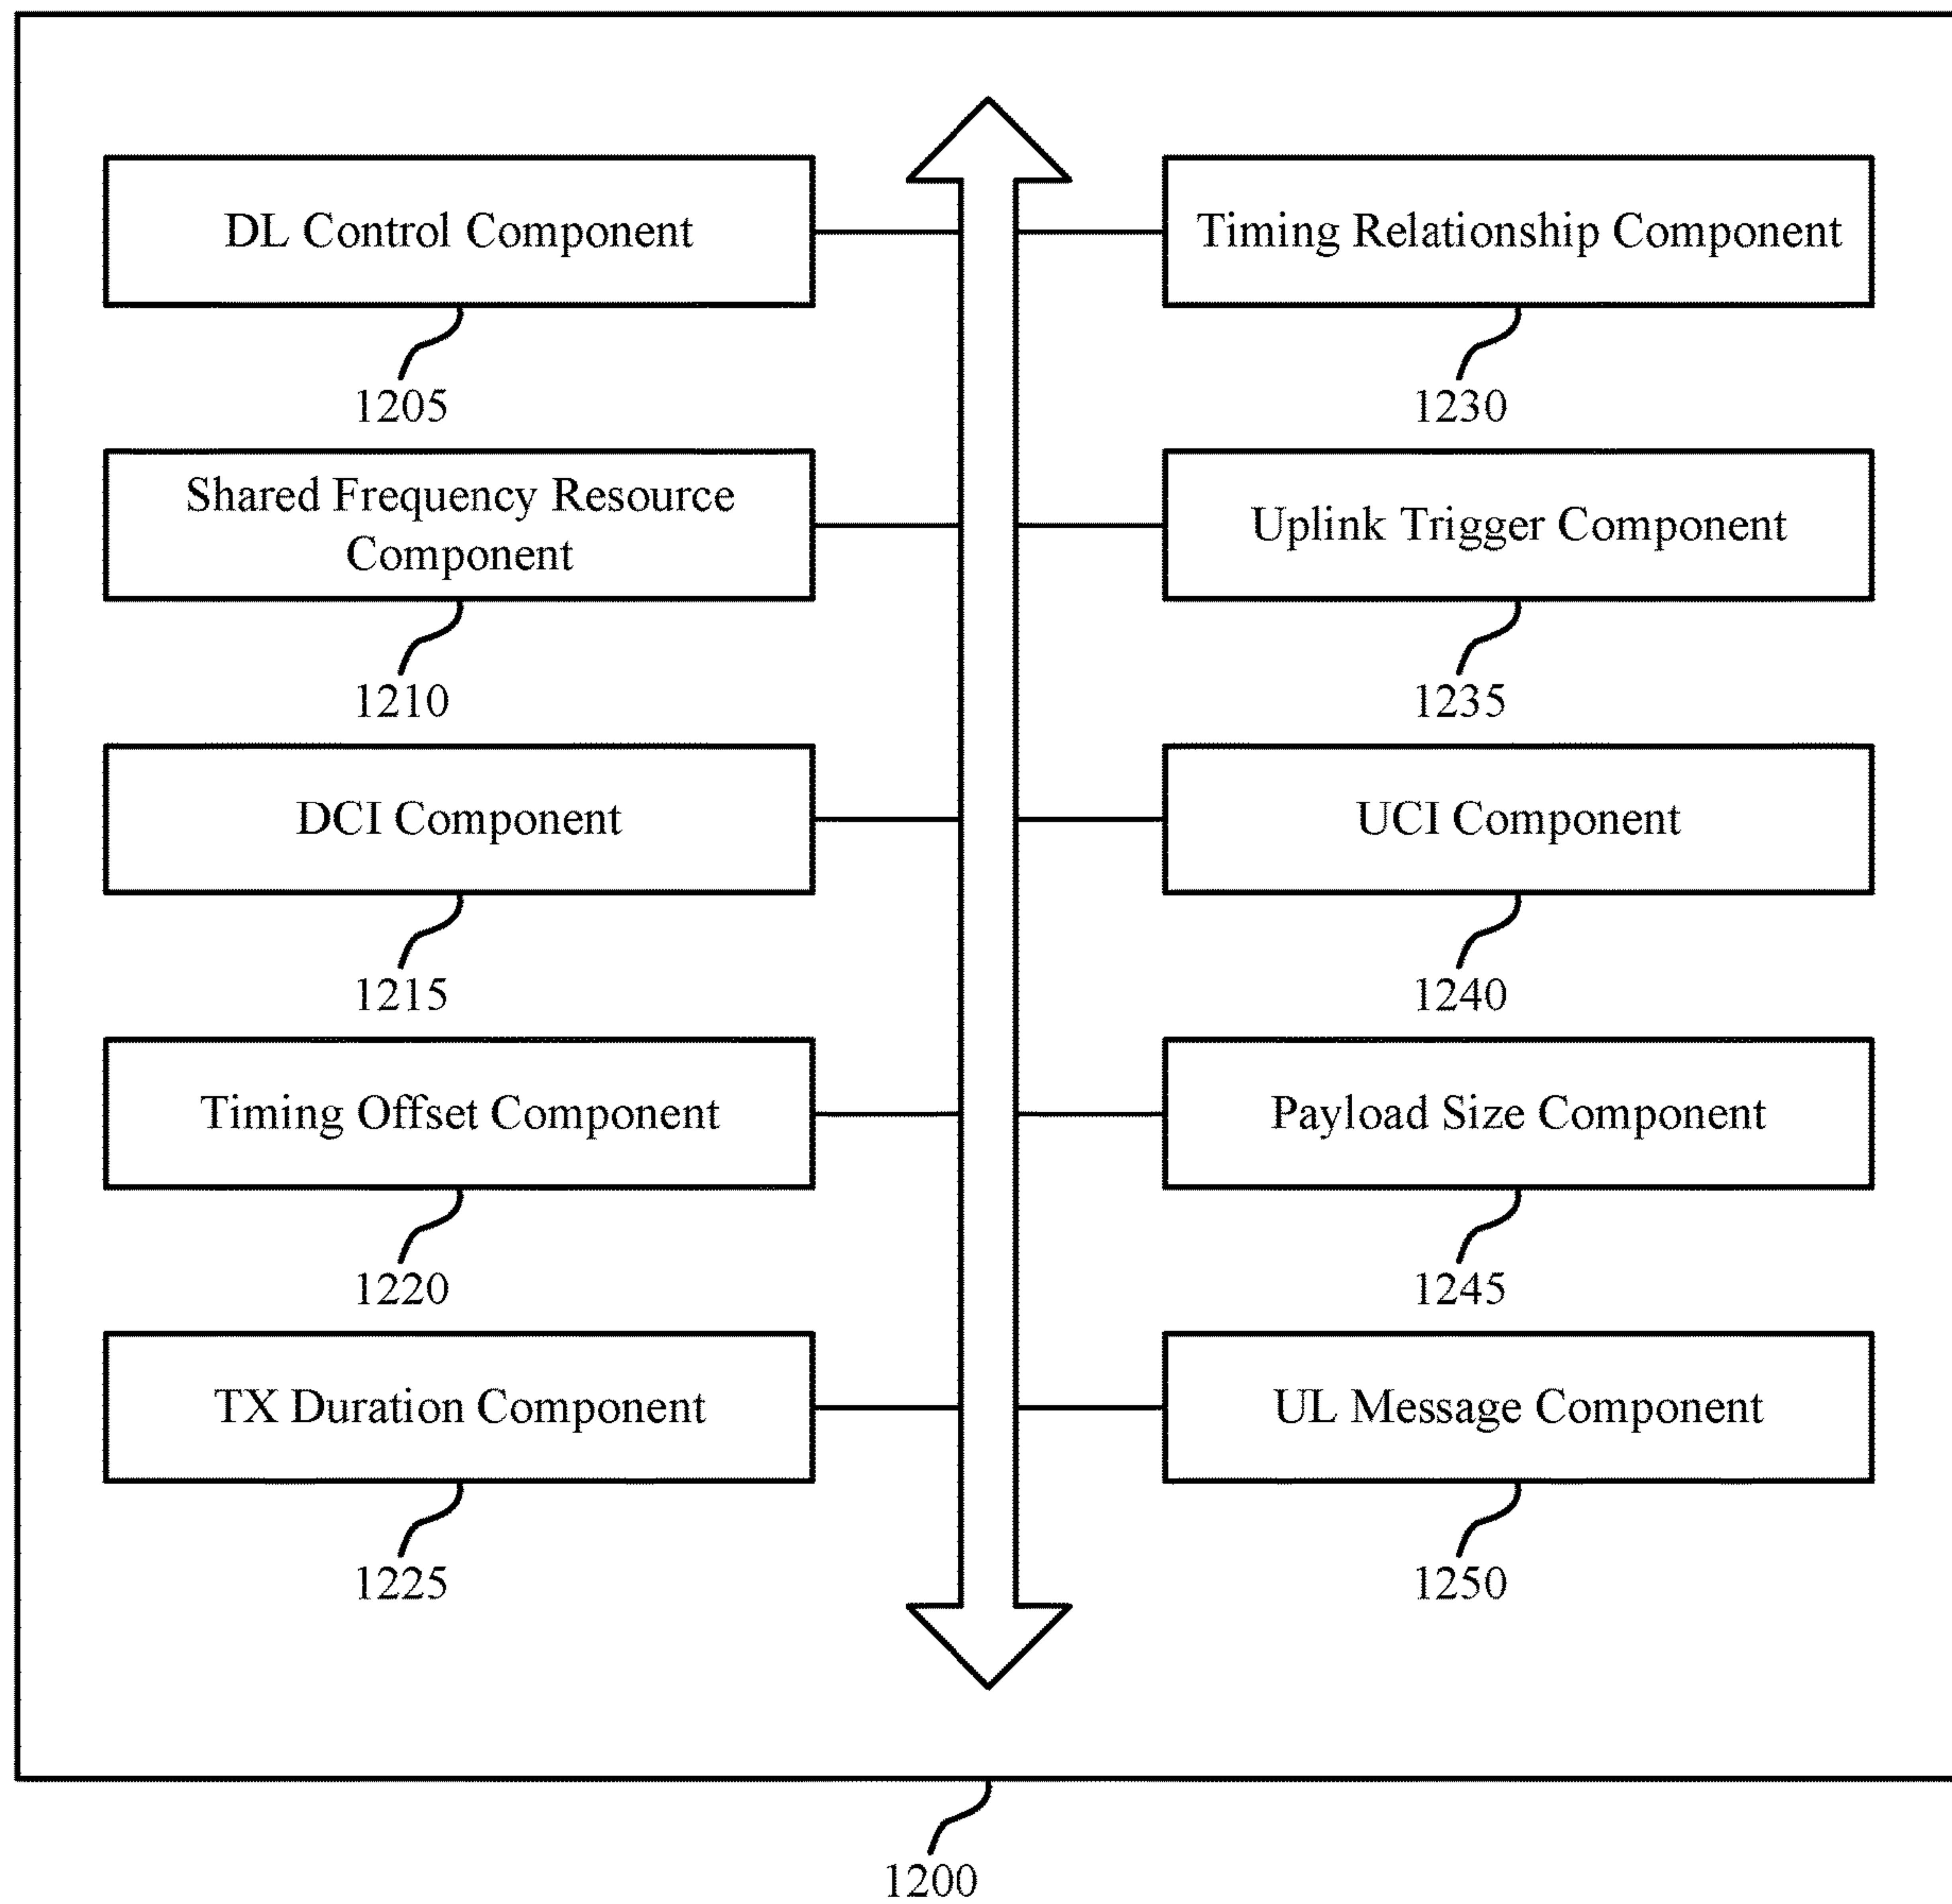 DL Control Component
1205
Shared Frequency Resource
Component
1210
DCI Component
1215
Timing Offset Component
1220
TX Duration Component
1225
Timing Relationship Component
1230
Uplink Trigger Component
1235
UCI Component
1240
Payload Size Component
1245
UL Message Component
1250
1200